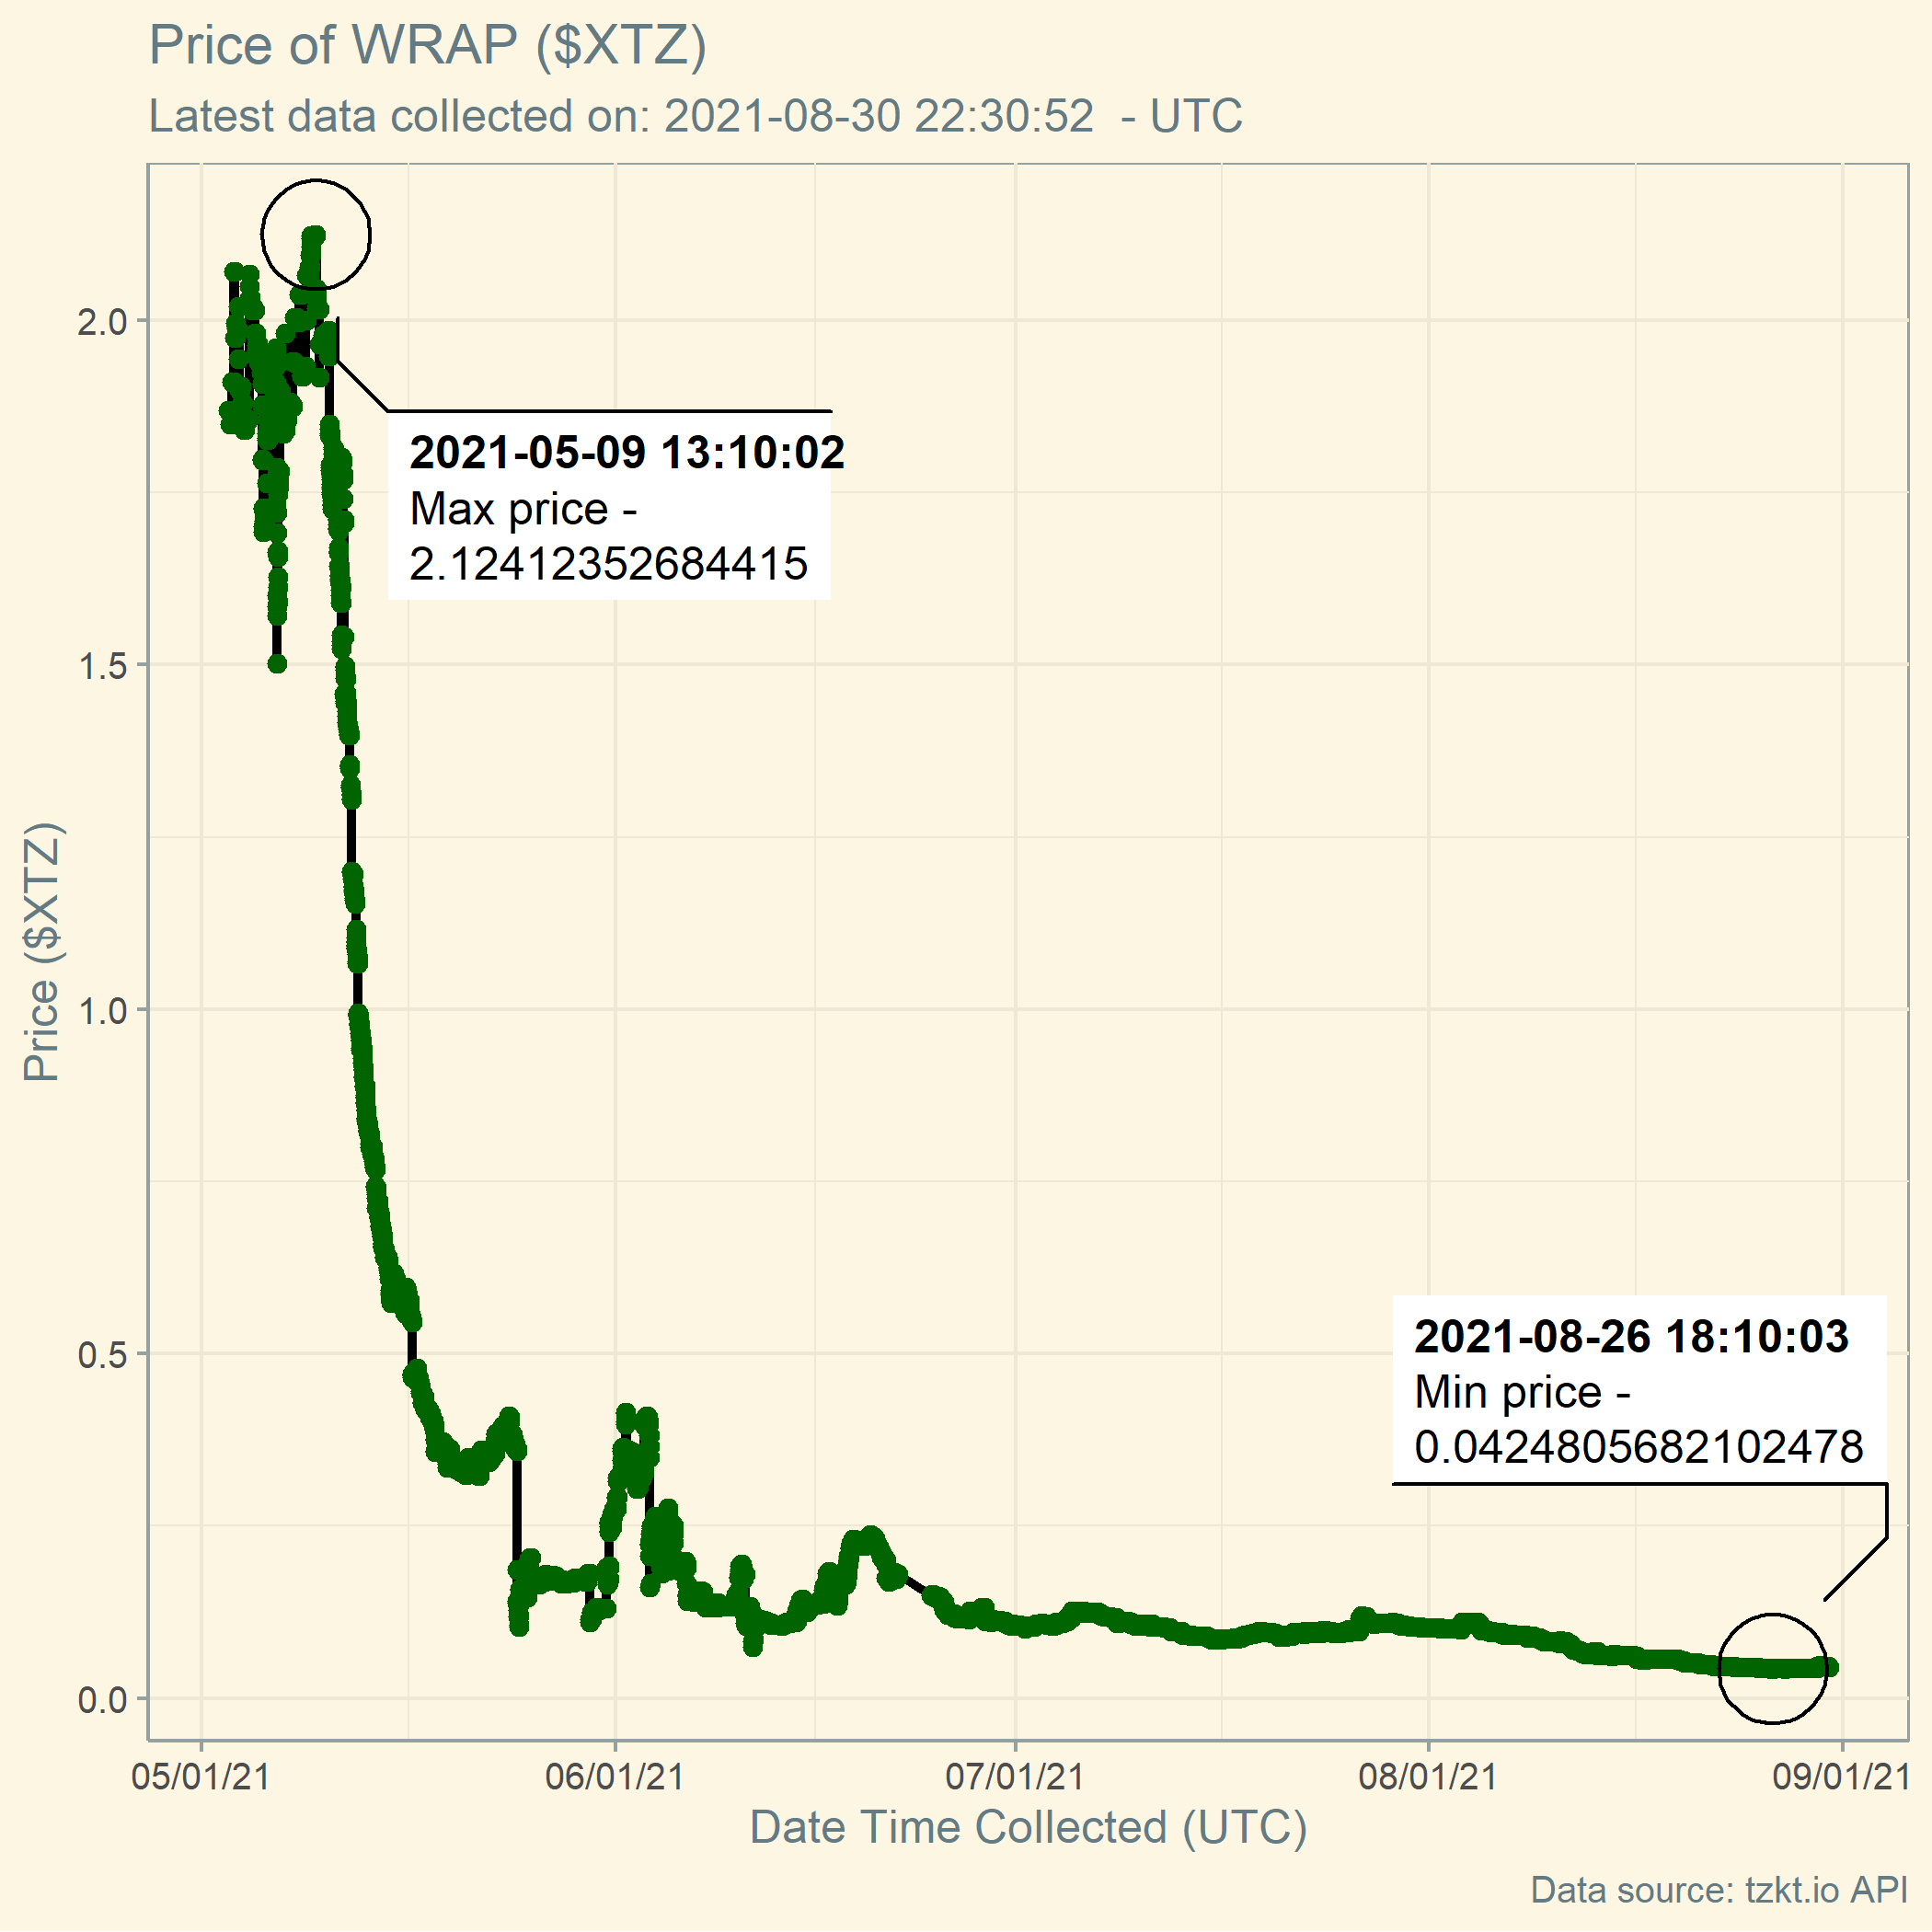 Price of WRAP ($XTZ)
Latest data collected on: 2021-08-30 22:30:52  - UTC
2021-05-09 13:10:02
Max price -
2.12412352684415
2021-08-26 18:10:03
Min price -
0.0424805682102478
Price ($XTZ)
2.0
1.5
1.0
0.5
0.0
05/01/21
06/01/21
07/01/21
08/01/21
09/01/21
Date Time Collected (UTC)
Data source: tzkt.io API